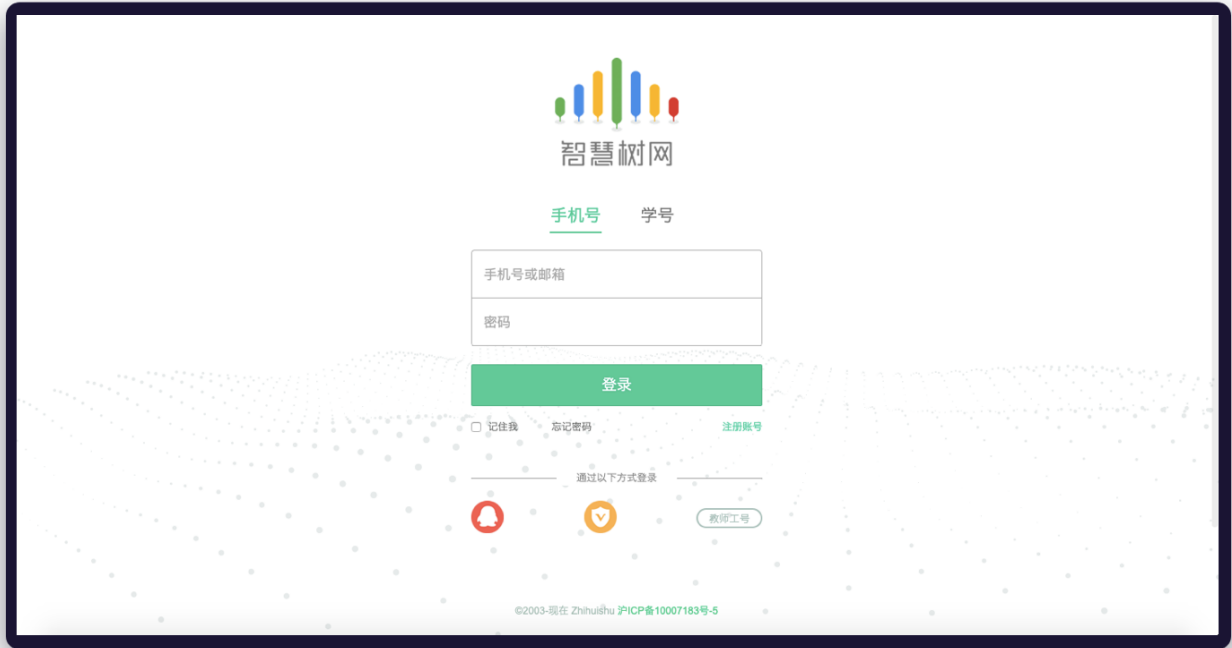 智慧树网
手机号 学号
手机号或邮箱
密码
登录
记住我 忘记密码 注册账号
通过以下方式登录
教师工号
©2003-现在 Zhihuishu 沪ICP备10007183号-5